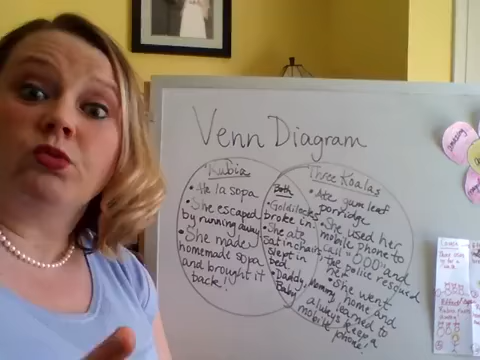 Venn Diagram
Rubia
• Ate la sopa
• She escaped
by running away
• She made
homemade sopa
and brought it
back!
Both
• Goldilocks
broke in.
• She ate
sat in chair,
slept in
bed
• Daddy, Mommy,
Baby
Three Koalas
• Ate gum leaf
porridge
• She used her
mobile phone to
call "000" and
the police rescued
her
• She went
home and
learned to
always keep a
mobile phone!
amazing